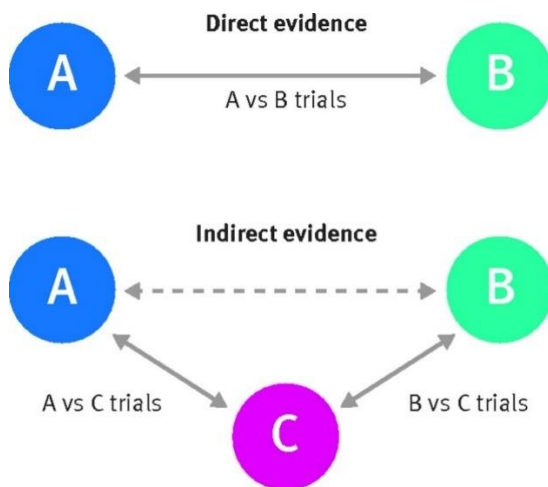 Direct evidence
A B
A vs B trials
Indirect evidence
A B
A vs C trials B vs C trials
C